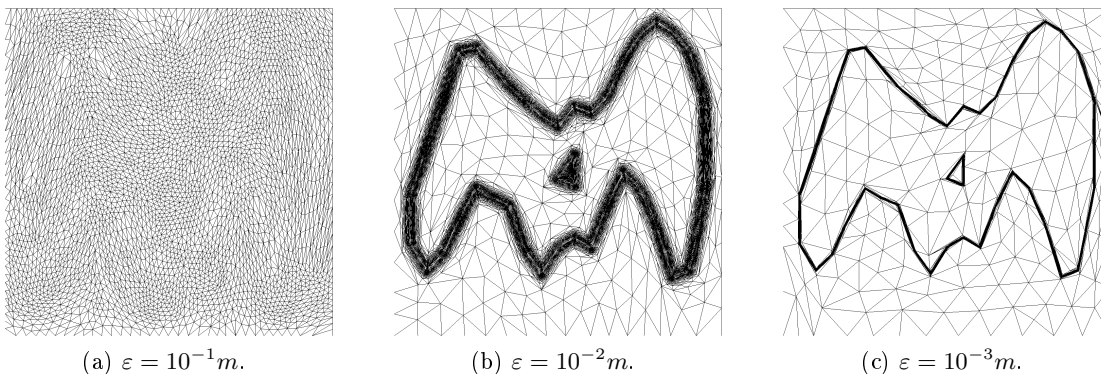 (a) ε = 10⁻¹m.
(b) ε = 10⁻²m.
(c) ε = 10⁻³m.